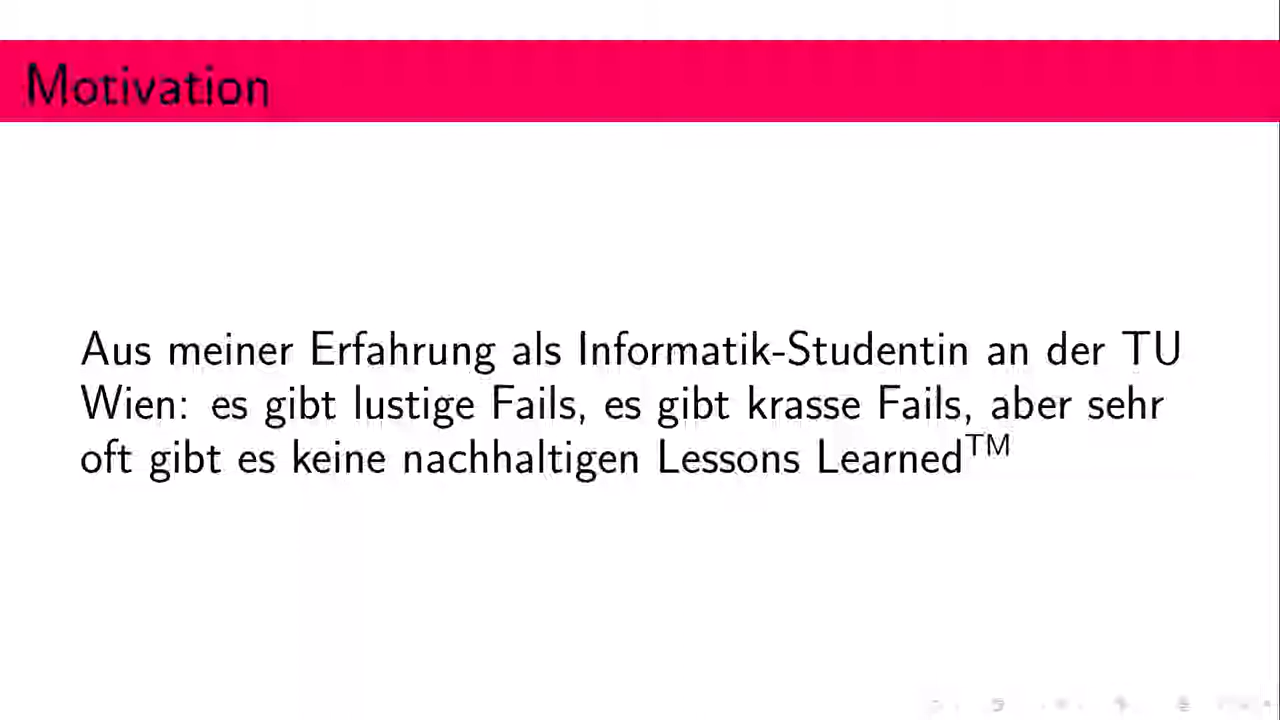 Motivation
Aus meiner Erfahrung als Informatik-Studentin an der TU
Wien: es gibt lustige Fails, es gibt krasse Fails, aber sehr
oft gibt es keine nachhaltigen Lessons Learned™